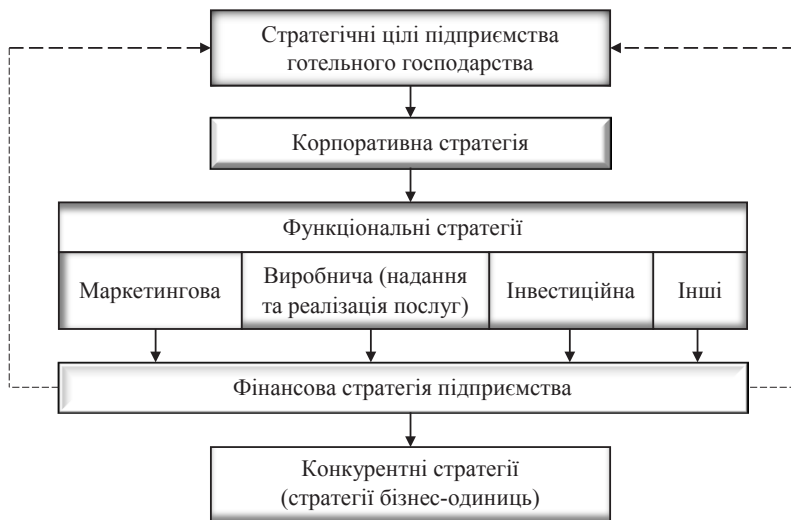 Стратегічні цілі підприємства
готельного господарства
Корпоративна стратегія
Функціональні стратегії
Маркетингова
Виробнича (надання
та реалізація послуг)
Інвестиційна
Інші
Фінансова стратегія підприємства
Конкурентні стратегії
(стратегії бізнес-одиниць)